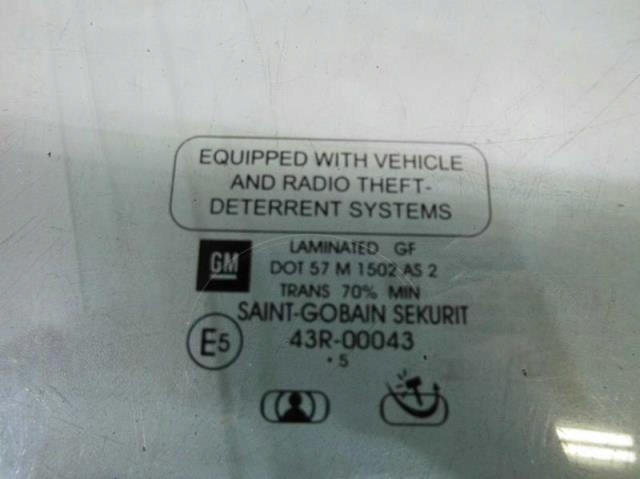 EQUIPPED WITH VEHICLE
AND RADIO THEFT-
DETERRENT SYSTEMS
GM
LAMINATED GF
DOT 57 M 1502 AS 2
TRANS 70% MIN
SAINT-GOBAIN SEKURIT
E5
43R-00043
· 5